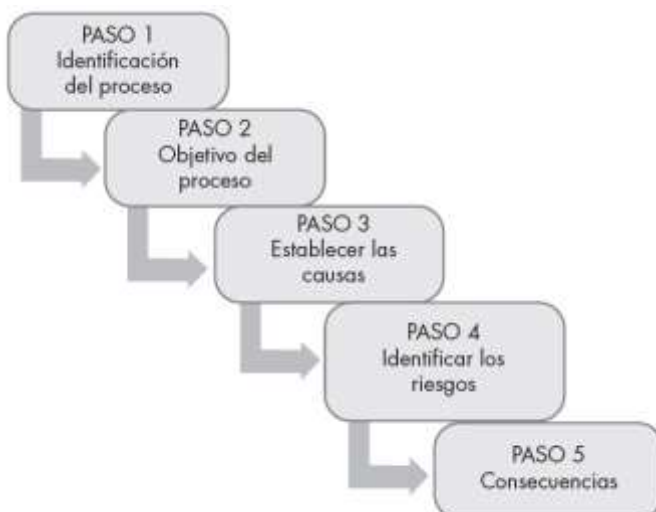 PASO 1
Identificación
del proceso
PASO 2
Objetivo del
proceso
PASO 3
Establecer las
causas
PASO 4
Identificar los
riesgos
PASO 5
Consecuencias